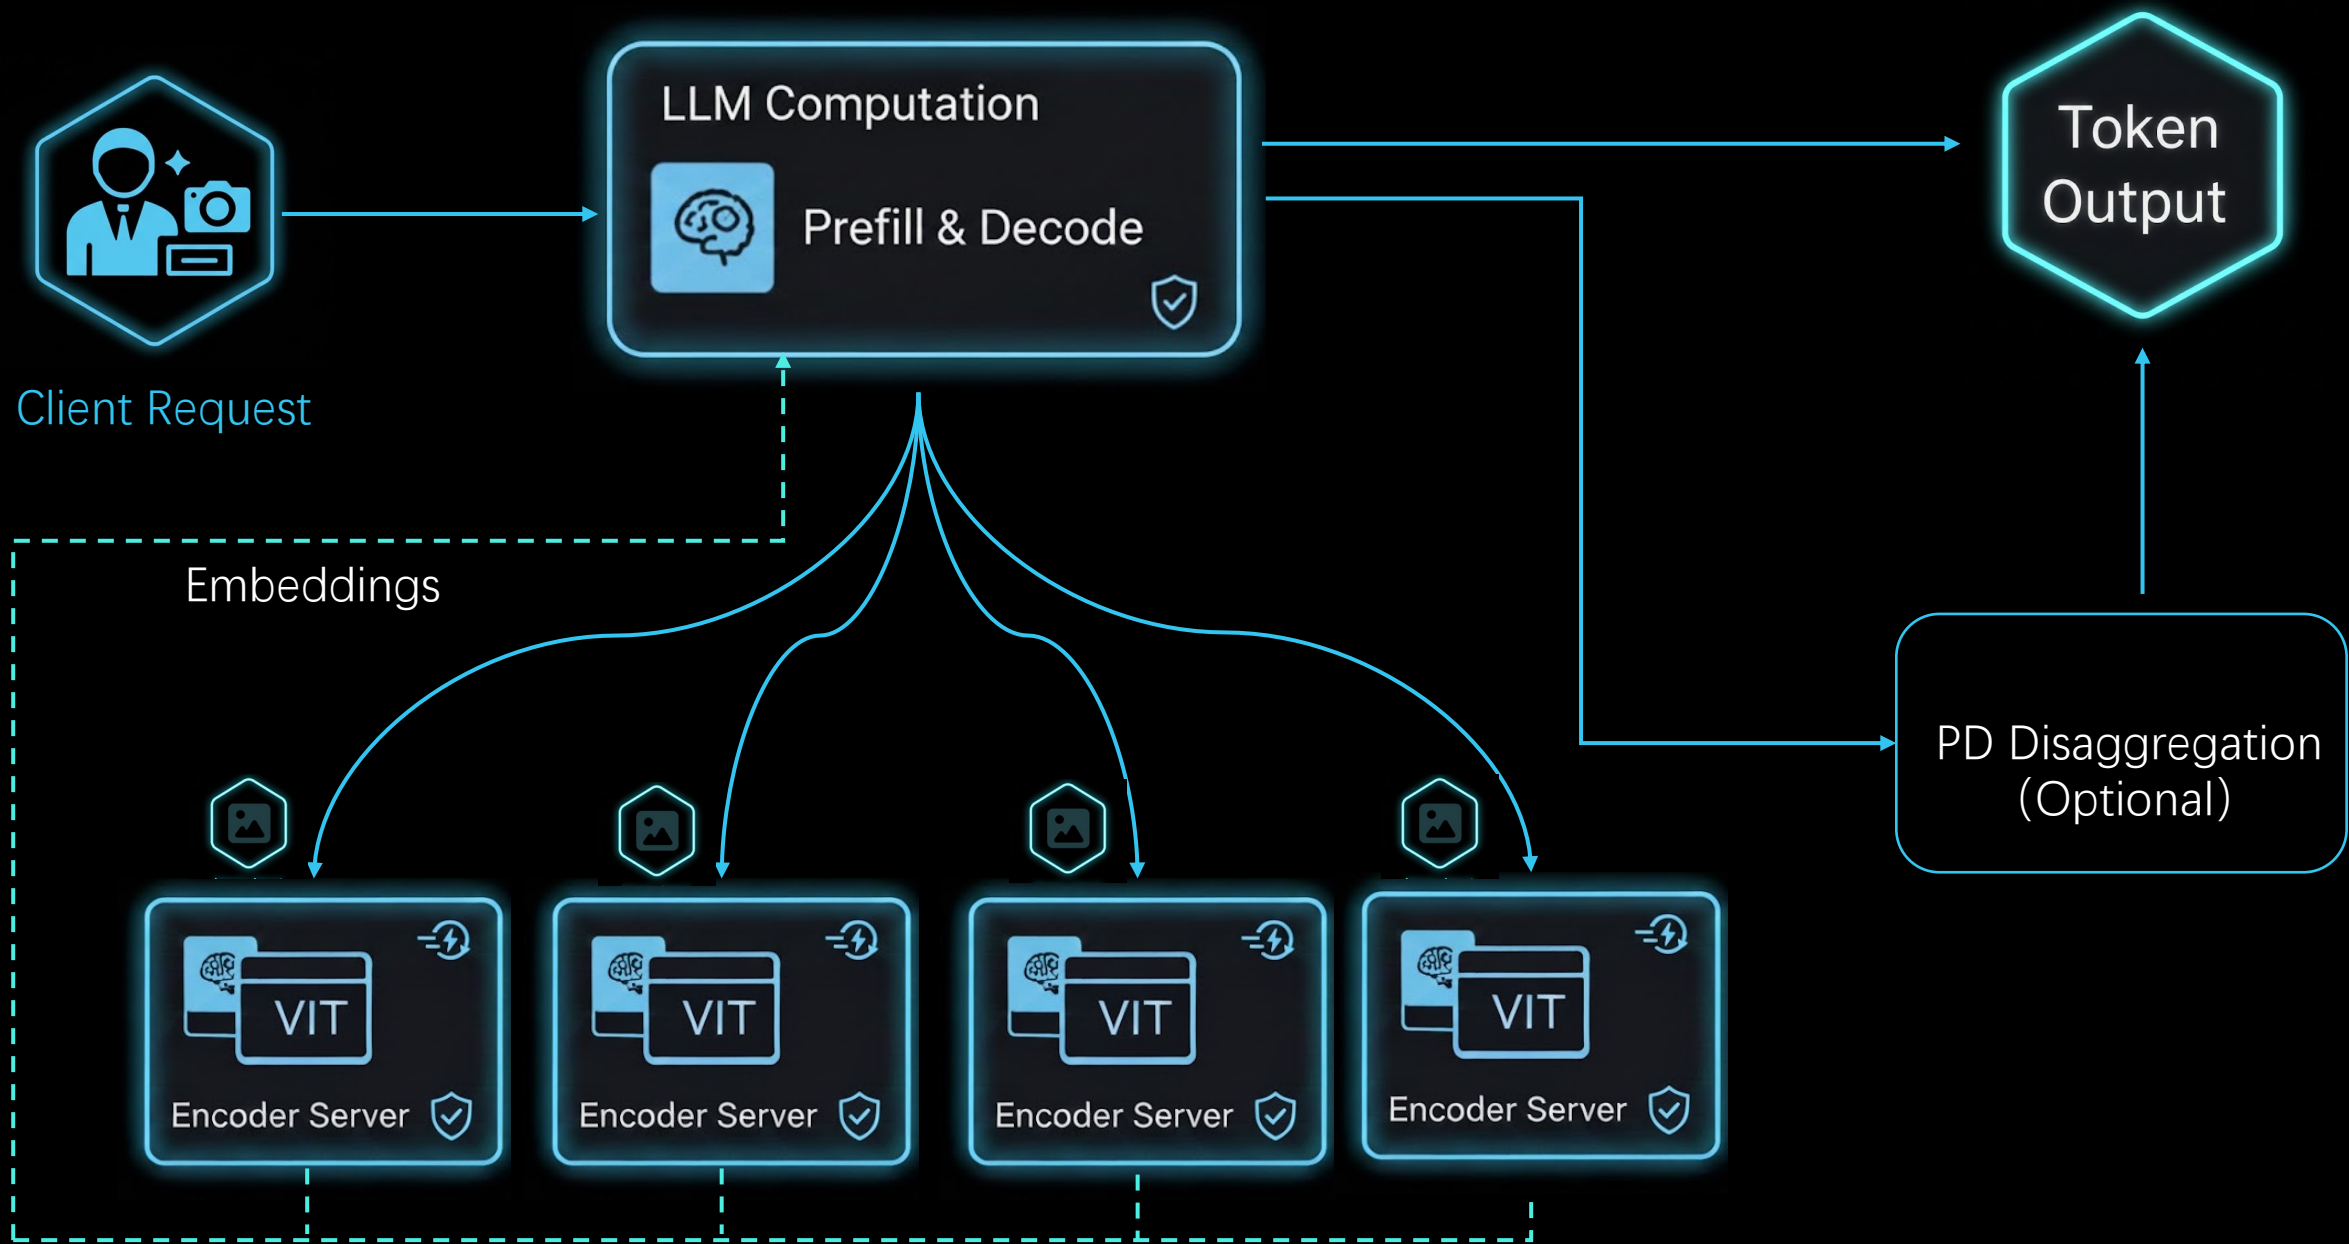 LLM Computation
Prefill & Decode
Token
Output
Client Request
Embeddings
PD Disaggregation
(Optional)
VIT
Encoder Server
VIT
Encoder Server
VIT
Encoder Server
VIT
Encoder Server